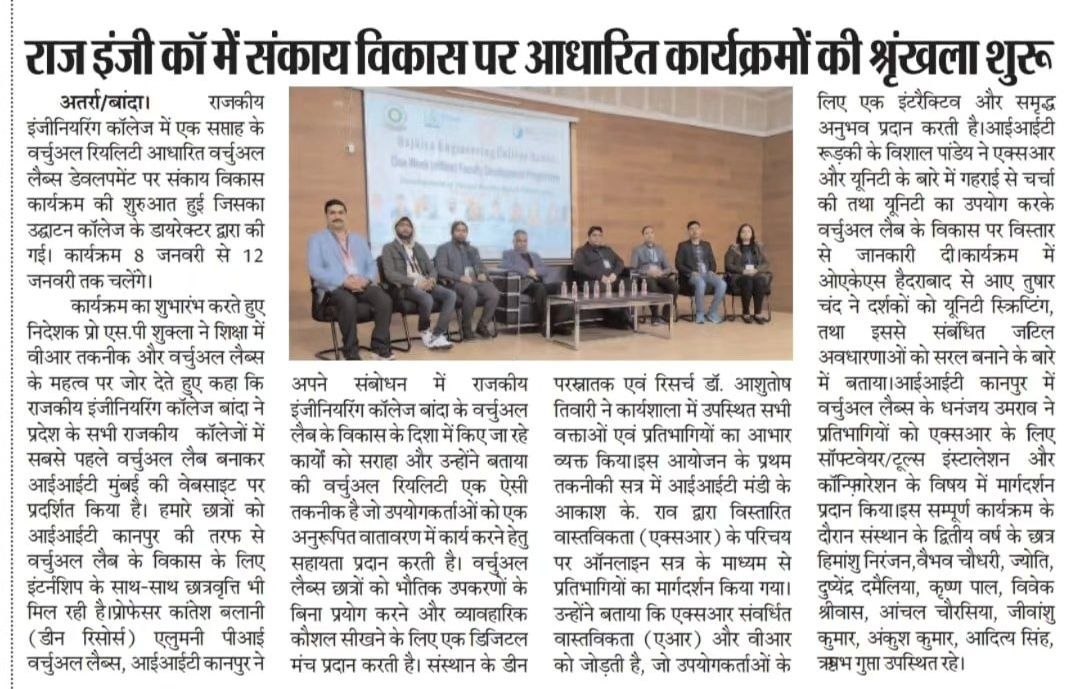 राज इंजी कॉ में संकाय विकास पर आधारित कार्यक्रमों की श्रृंखला शुरू
अतर्रा/बांदा। राजकीय
इंजीनियरिंग कॉलेज में एक सप्ताह के
वर्चुअल रियलिटी आधारित वर्चुअल
लैब्स डेवलपमेंट पर संकाय विकास
कार्यक्रम की शुरुआत हुई जिसका
उद्घाटन कॉलेज के डायरेक्टर द्वारा की
गई। कार्यक्रम 8 जनवरी से 12
जनवरी तक चलेंगे।
कार्यक्रम का शुभारंभ करते हुए
निदेशक प्रो एस.पी शुक्ला ने शिक्षा में
वीआर तकनीक और वर्चुअल लैब्स
के महत्व पर जोर देते हुए कहा कि
राजकीय इंजीनियरिंग कॉलेज बांदा ने
प्रदेश के सभी राजकीय कॉलेजों में
सबसे पहले वर्चुअल लैब बनाकर
आईआईटी मुंबई की वेबसाइट पर
प्रदर्शित किया है। हमारे छात्रों को
आईआईटी कानपुर की तरफ से
वर्चुअल लैब के विकास के लिए
इंटर्नशिप के साथ-साथ छात्रवृत्ति भी
मिल रही है।प्रोफेसर कांतेश बलानी
(डीन रिसोर्स) एलुमनी पीआई
वर्चुअल लैब्स, आईआईटी कानपुर ने
Rajkiya Engineering College Banda
One Week (offline) Faculty Development Programme
अपने संबोधन में राजकीय
इंजीनियरिंग कॉलेज बांदा के वर्चुअल
लैब के विकास के दिशा में किए जा रहे
कार्यों को सराहा और उन्होंने बताया
की वर्चुअल रियलिटी एक ऐसी
तकनीक है जो उपयोगकर्ताओं को एक
अनुरूपित वातावरण में कार्य करने हेतु
सहायता प्रदान करती है। वर्चुअल
लैब्स छात्रों को भौतिक उपकरणों के
बिना प्रयोग करने और व्यावहारिक
कौशल सीखने के लिए एक डिजिटल
मंच प्रदान करती है। संस्थान के डीन
परस्नातक एवं रिसर्च डॉ. आशुतोष
तिवारी ने कार्यशाला में उपस्थित सभी
वक्ताओं एवं प्रतिभागियों का आभार
व्यक्त किया।इस आयोजन के प्रथम
तकनीकी सत्र में आईआईटी मंडी के
आकाश के. राव द्वारा विस्तारित
वास्तविकता (एक्सआर) के परिचय
पर ऑनलाइन सत्र के माध्यम से
प्रतिभागियों का मार्गदर्शन किया गया।
उन्होंने बताया कि एक्सआर संवर्धित
वास्तविकता (एआर) और वीआर
को जोड़ती है, जो उपयोगकर्ताओं के
लिए एक इंटरैक्टिव और समृद्ध
अनुभव प्रदान करती है।आईआईटी
रूड़की के विशाल पांडेय ने एक्सआर
और यूनिटी के बारे में गहराई से चर्चा
की तथा यूनिटी का उपयोग करके
वर्चुअल लैब के विकास पर विस्तार
से जानकारी दी।कार्यक्रम में
ओएकेएस हैदराबाद से आए तुषार
चंद ने दर्शकों को यूनिटी स्क्रिप्टिंग,
तथा इससे संबंधित जटिल
अवधारणाओं को सरल बनाने के बारे
में बताया।आईआईटी कानपुर में
वर्चुअल लैब्स के धनंजय उमराव ने
प्रतिभागियों को एक्सआर के लिए
सॉफ्टवेयर/टूल्स इंस्टालेशन और
कॉन्फ़िगरेशन के विषय में मार्गदर्शन
प्रदान किया।इस सम्पूर्ण कार्यक्रम के
दौरान संस्थान के द्वितीय वर्ष के छात्र
हिमांशु निरंजन,वैभव चौधरी, ज्योति,
दुष्येंद्र दमैलिया, कृष्ण पाल, विवेक
श्रीवास, आंचल चौरसिया, जीवांशु
कुमार, अंकुश कुमार, आदित्य सिंह,
ऋषभ गुप्ता उपस्थित रहे।